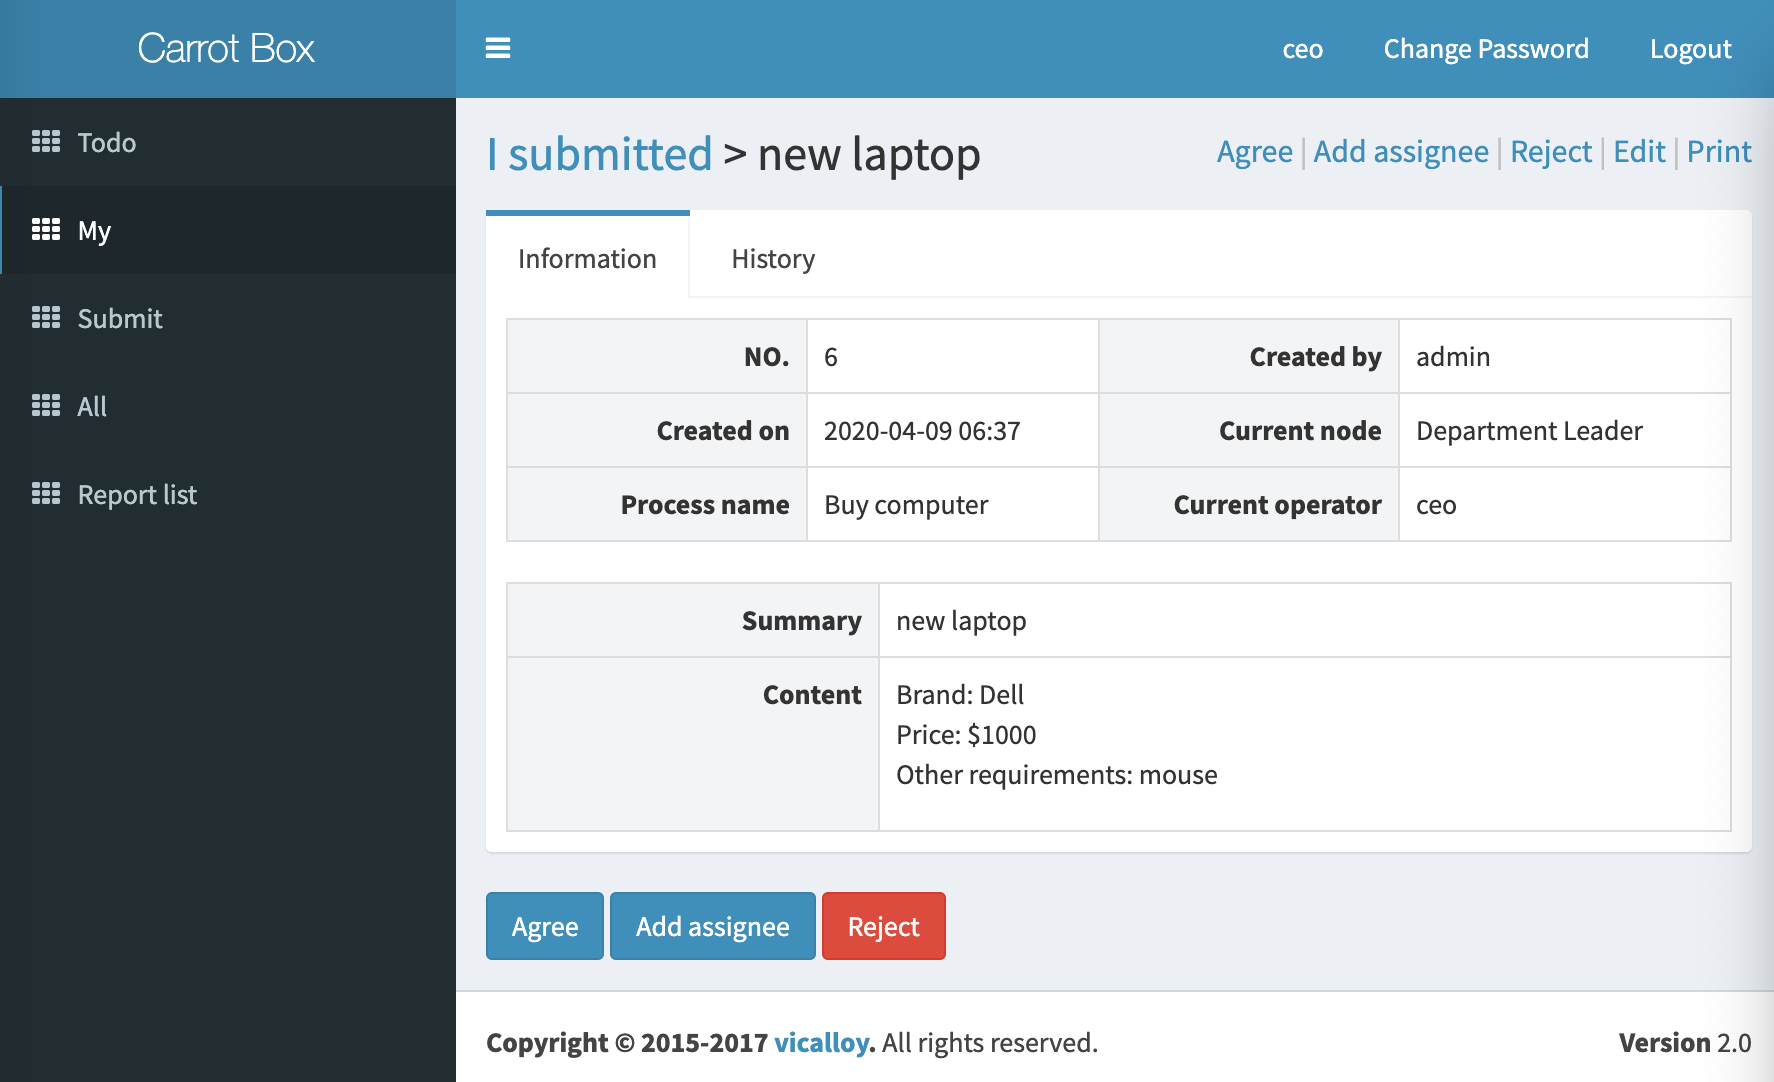 Carrot Box
ceo Change Password Logout
Todo
My
Submit
All
Report list
I submitted > new laptop
Agree | Add assignee | Reject | Edit | Print
Information History
NO. 6 Created by admin
Created on 2020-04-09 06:37 Current node Department Leader
Process name Buy computer Current operator ceo
Summary new laptop
Content Brand: Dell
Price: $1000
Other requirements: mouse
Agree Add assignee Reject
Copyright © 2015-2017 vicalloy. All rights reserved. Version 2.0